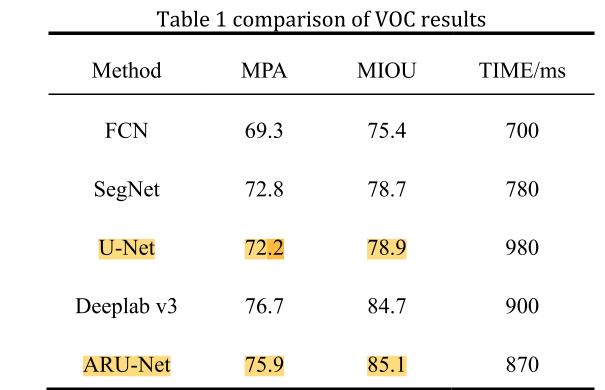 Table 1 comparison of VOC results
Method MPA MIOU TIME/ms
FCN 69.3 75.4 700
SegNet 72.8 78.7 780
U-Net 72.2 78.9 980
Deeplab v3 76.7 84.7 900
ARU-Net 75.9 85.1 870